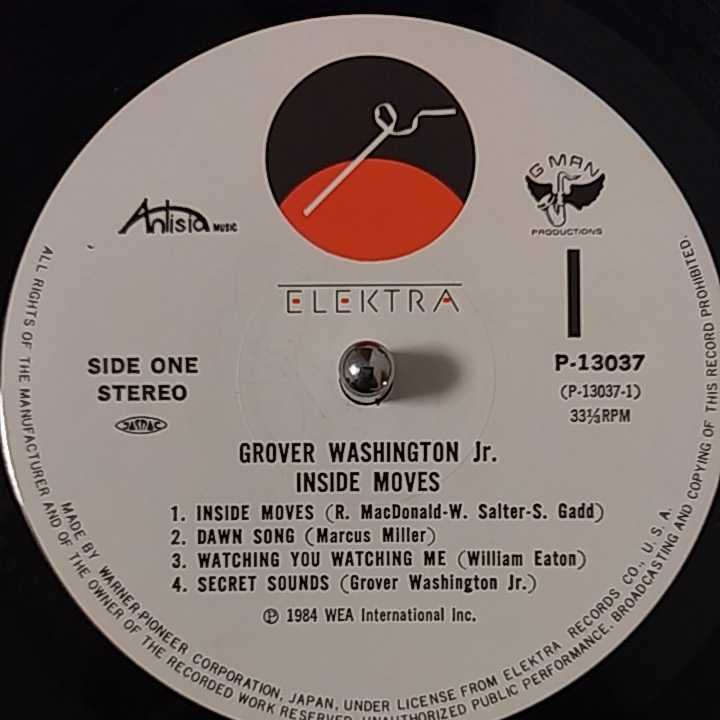 G MAN
PRODUCTIONS
Artisia MUSIC
ELEKTRA
SIDE ONE
STEREO
JASRAC
P-13037
(P-13037-1)
33⅓RPM
GROVER WASHINGTON Jr.
INSIDE MOVES
1. INSIDE MOVES (R. MacDonald-W. Salter-S. Gadd)
2. DAWN SONG (Marcus Miller)
3. WATCHING YOU WATCHING ME (William Eaton)
4. SECRET SOUNDS (Grover Washington Jr.)
Ⓟ 1984 WEA International Inc.
MADE BY WARNER-PIONEER CORPORATION, JAPAN, UNDER LICENSE FROM ELEKTRA RECORDS CO., U. S. A.
ALL RIGHTS OF THE MANUFACTURER AND OF THE OWNER OF THE RECORDED WORK RESERVED. UNAUTHORIZED PUBLIC PERFORMANCE, BROADCASTING AND COPYING OF THIS RECORD PROHIBITED.